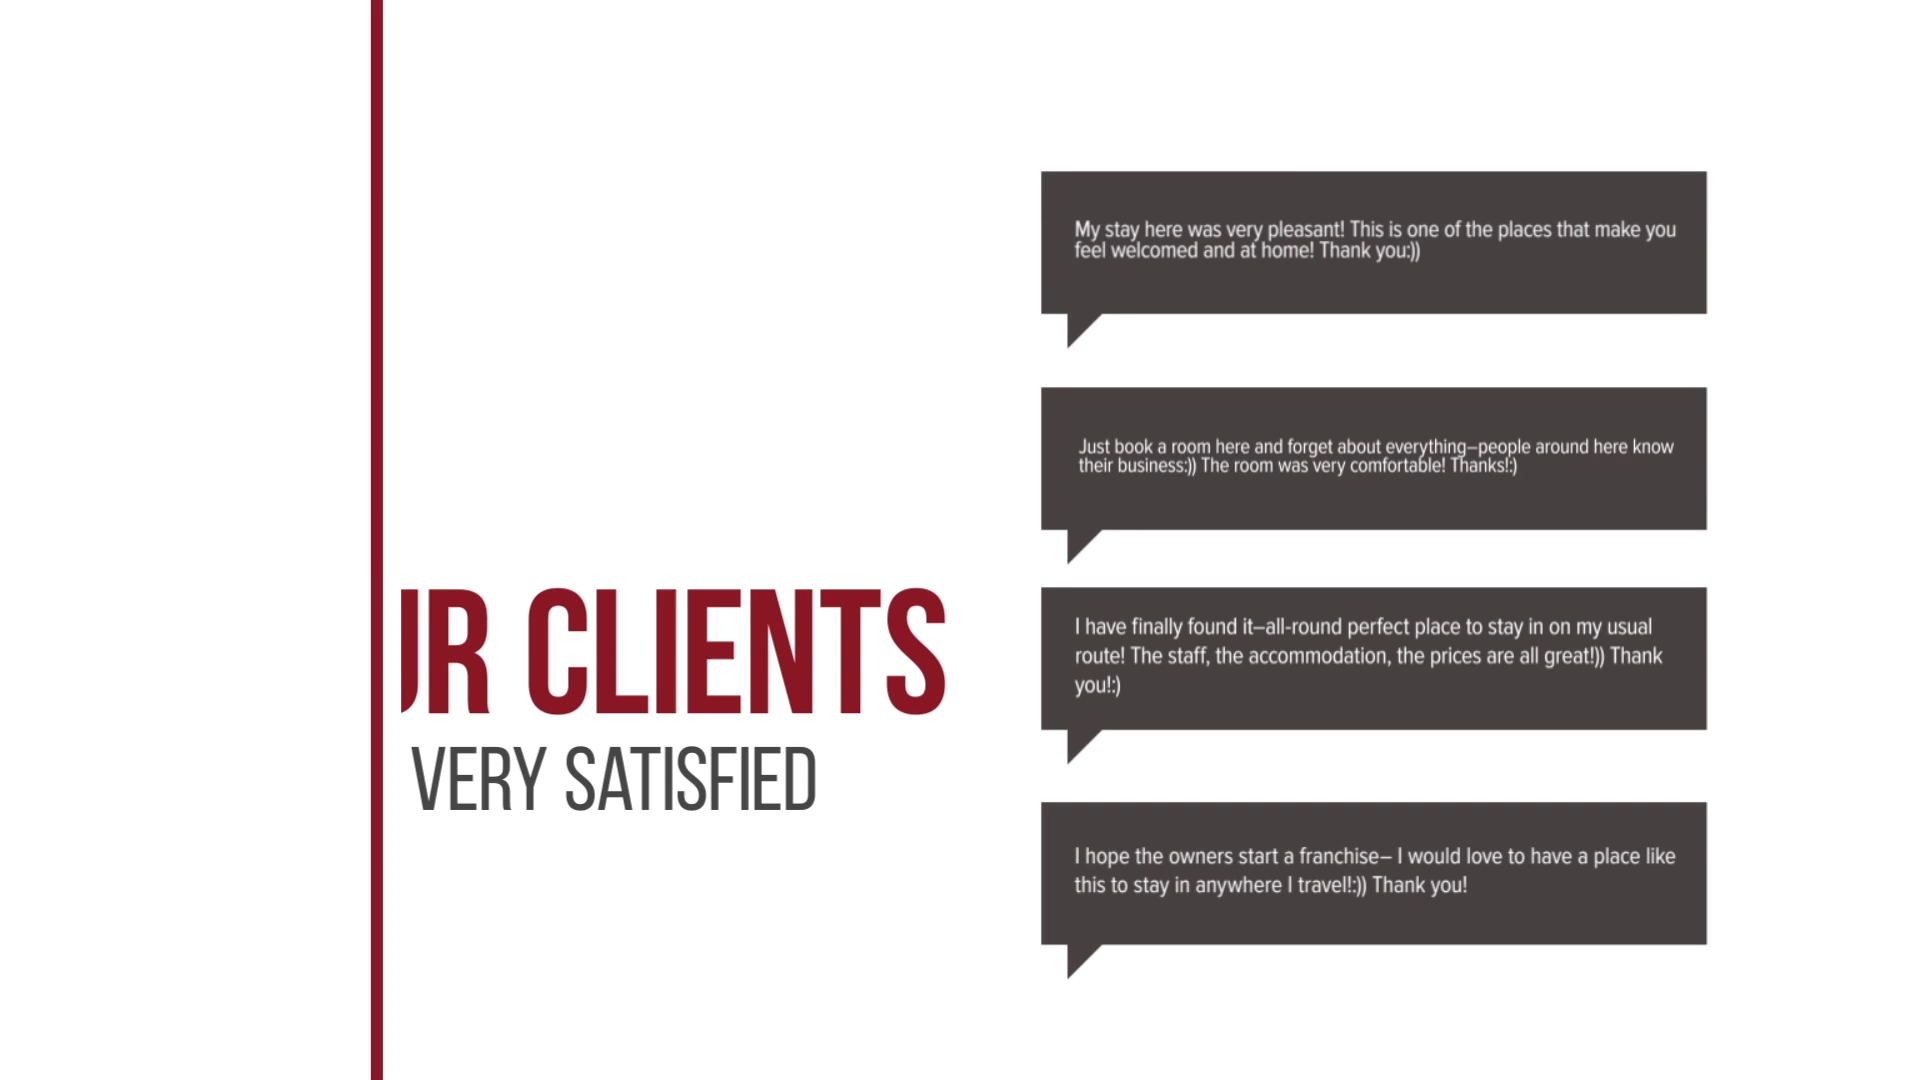 UR CLIENTS
VERY SATISFIED
My stay here was very pleasant! This is one of the places that make you
feel welcomed and at home! Thank you:))
Just book a room here and forget about everything–people around here know
their business:)) The room was very comfortable! Thanks!:)
I have finally found it–all-round perfect place to stay in on my usual
route! The staff, the accommodation, the prices are all great!)) Thank
you!:)
I hope the owners start a franchise– I would love to have a place like
this to stay in anywhere I travel!:)) Thank you!